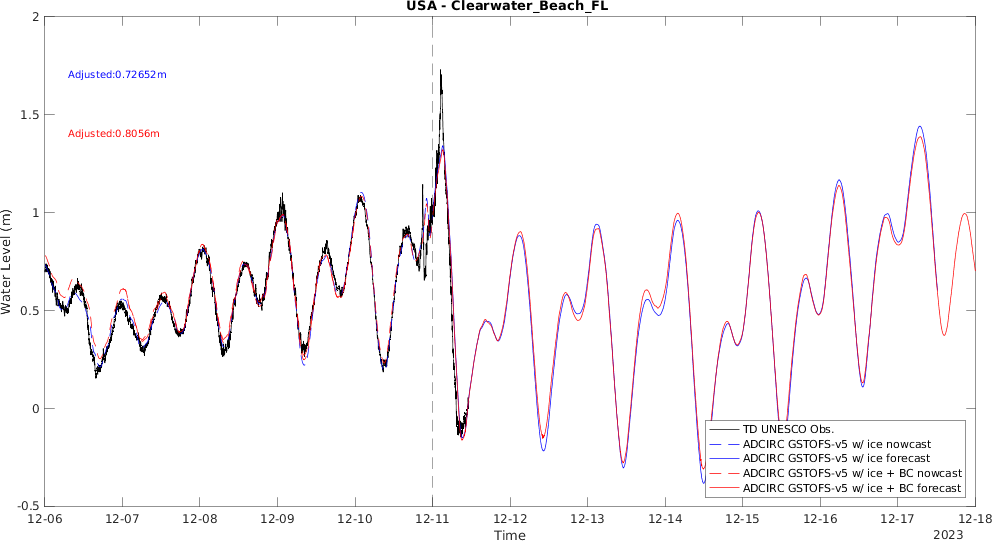 USA - Clearwater_Beach_FL
Water Level (m)
2
1.5
1
0.5
0
-0.5
Adjusted:0.72652m
Adjusted:0.8056m
TD UNESCO Obs.
ADCIRC GSTOFS-v5 w/ ice nowcast
ADCIRC GSTOFS-v5 w/ ice forecast
ADCIRC GSTOFS-v5 w/ ice + BC nowcast
ADCIRC GSTOFS-v5 w/ ice + BC forecast
12-06 12-07 12-08 12-09 12-10 12-11 12-12 12-13 12-14 12-15 12-16 12-17 12-18
Time
2023